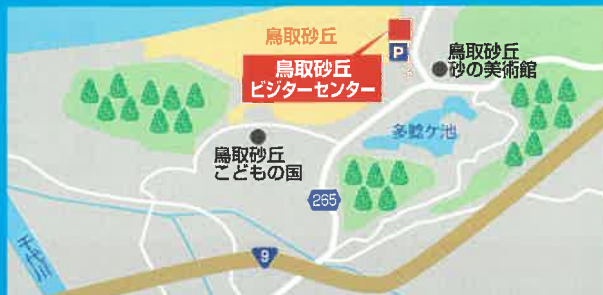 鳥取砂丘
P
鳥取砂丘
ビジターセンター
鳥取砂丘
砂の美術館
多鯰ケ池
鳥取砂丘
こどもの国
265
9
千代川